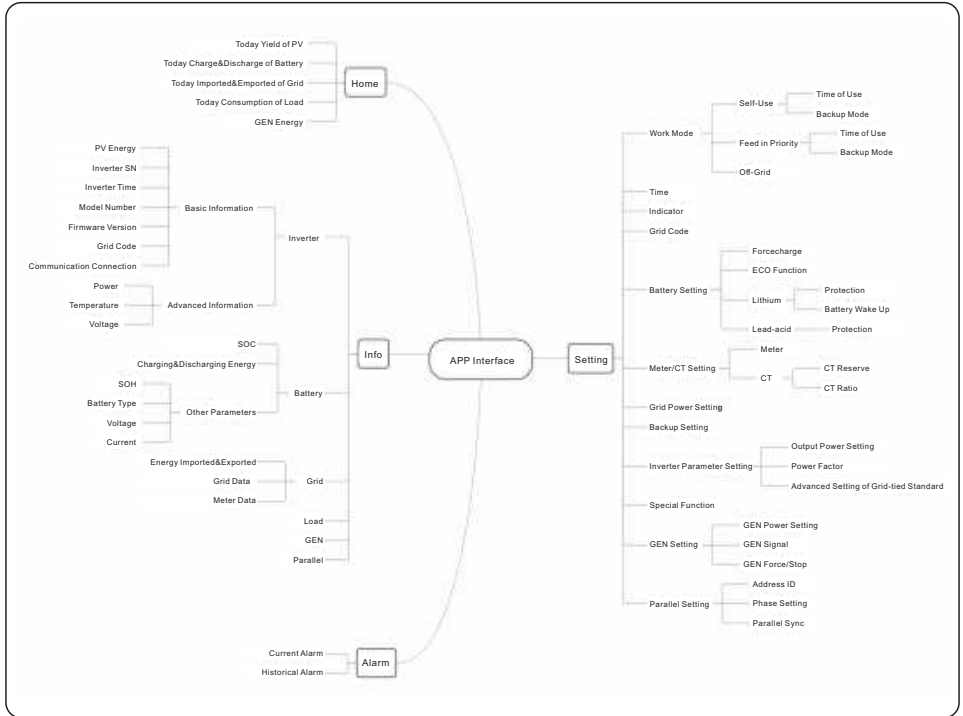 Today Yield of PV
Today Charge&Discharge of Battery
Today Imported&Emported of Grid
Today Consumption of Load
GEN Energy
Home
PV Energy
Inverter SN
Inverter Time
Model Number
Firmware Version
Grid Code
Communication Connection
Basic Information
Inverter
Power
Temperature
Voltage
Advanced Information
SOC
Charging&Discharging Energy
SOH
Battery Type
Voltage
Current
Other Parameters
Battery
Energy Imported&Exported
Grid Data
Meter Data
Grid
Load
GEN
Parallel
Info
Current Alarm
Historical Alarm
Alarm
APP Interface
Setting
Work Mode
Self-Use
Time of Use
Backup Mode
Feed in Priority
Time of Use
Backup Mode
Off-Grid
Time
Indicator
Grid Code
Battery Setting
Forcecharge
ECO Function
Lithium
Protection
Battery Wake Up
Lead-acid
Protection
Meter/CT Setting
Meter
CT
CT Reserve
CT Ratio
Grid Power Setting
Backup Setting
Inverter Parameter Setting
Output Power Setting
Power Factor
Advanced Setting of Grid-tied Standard
Special Function
GEN Setting
GEN Power Setting
GEN Signal
GEN Force/Stop
Parallel Setting
Address ID
Phase Setting
Parallel Sync